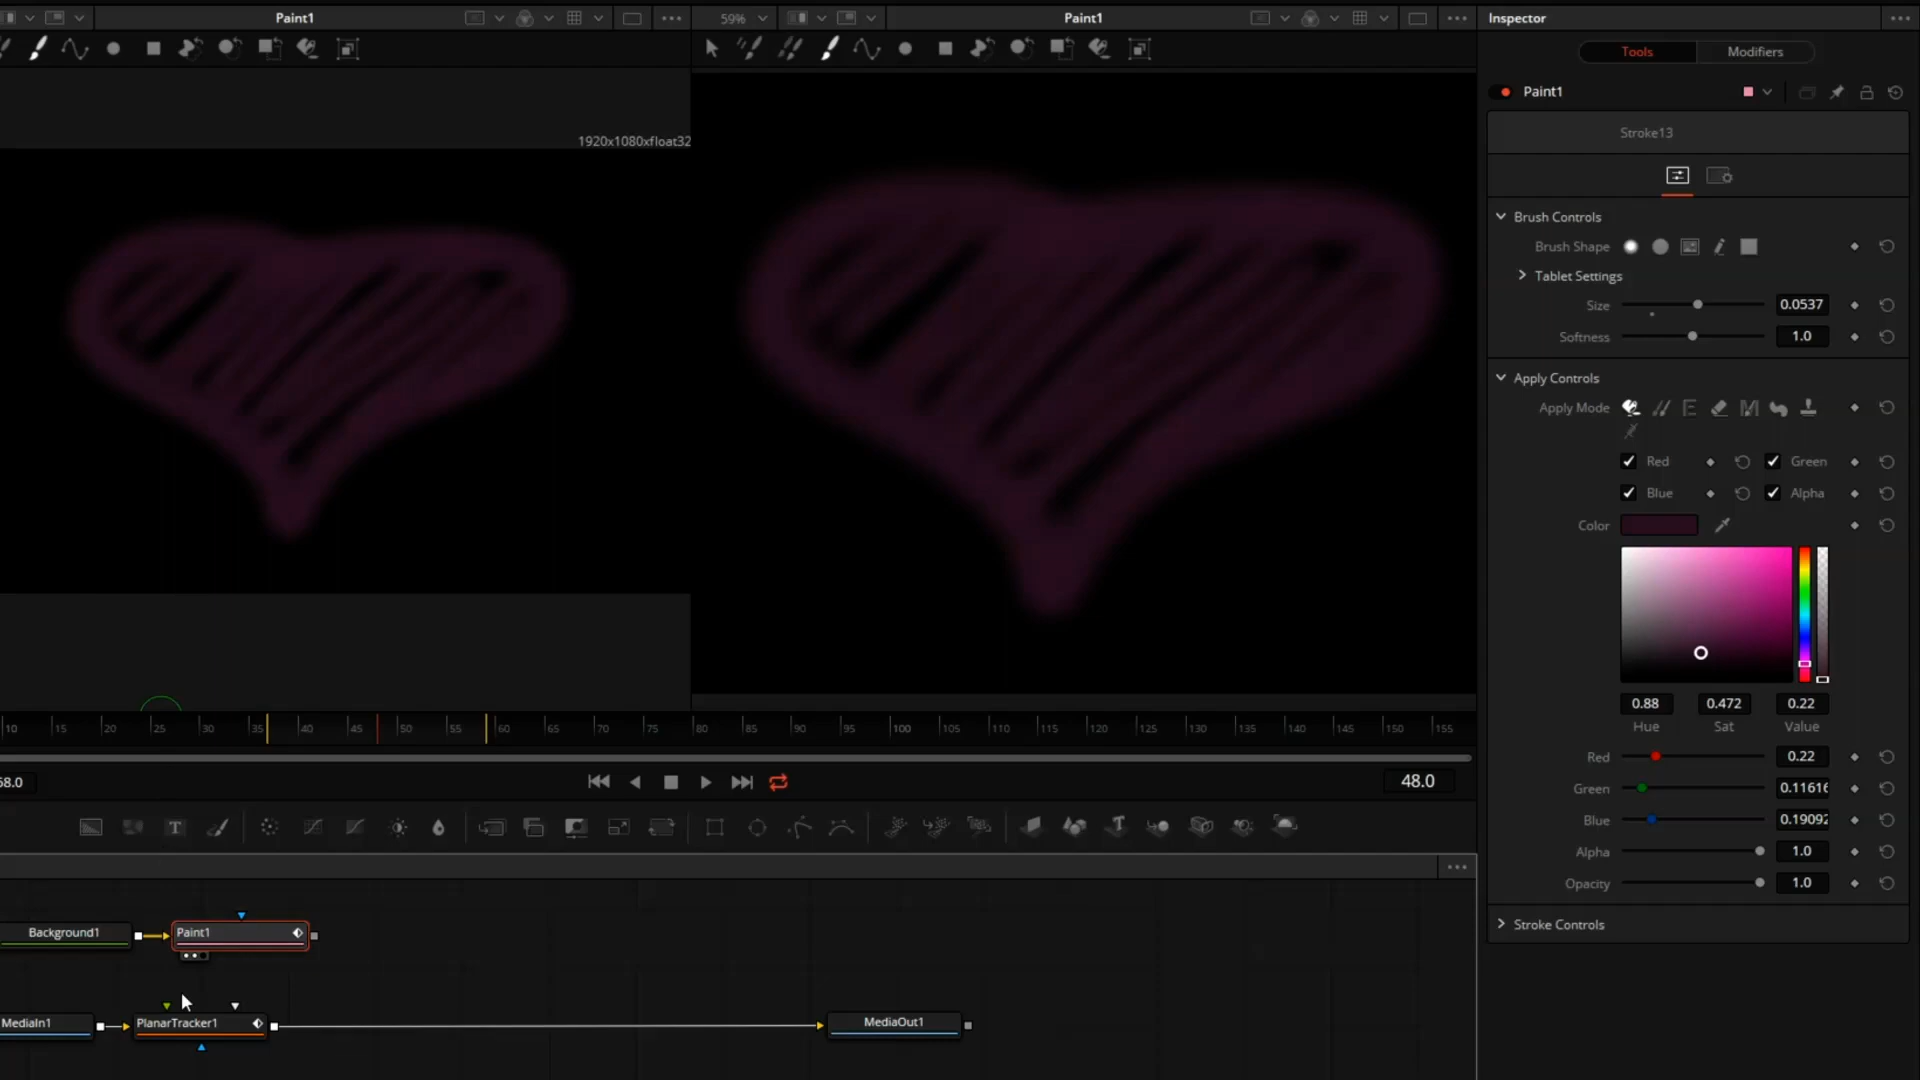 Paint1
59%
Paint1
Inspector
Tools
Modifiers
Paint1
Stroke13
1920x1080xfloat32
Brush Controls
Brush Shape
Tablet Settings
Size
0.0537
Softness
1.0
Apply Controls
Apply Mode
Red
Green
Blue
Alpha
Color
0.88
0.472
0.22
Hue
Sat
Value
Red
0.22
Green
0.11616
Blue
0.19092
Alpha
1.0
Opacity
1.0
Stroke Controls
10 15 20 25 30 35 40 45 50 55 60 65 70 75 80 85 90 95 100 105 110 115 120 125 130 135 140 145 150 155
48.0
Background1
Paint1
MediaIn1
PlanarTracker1
MediaOut1